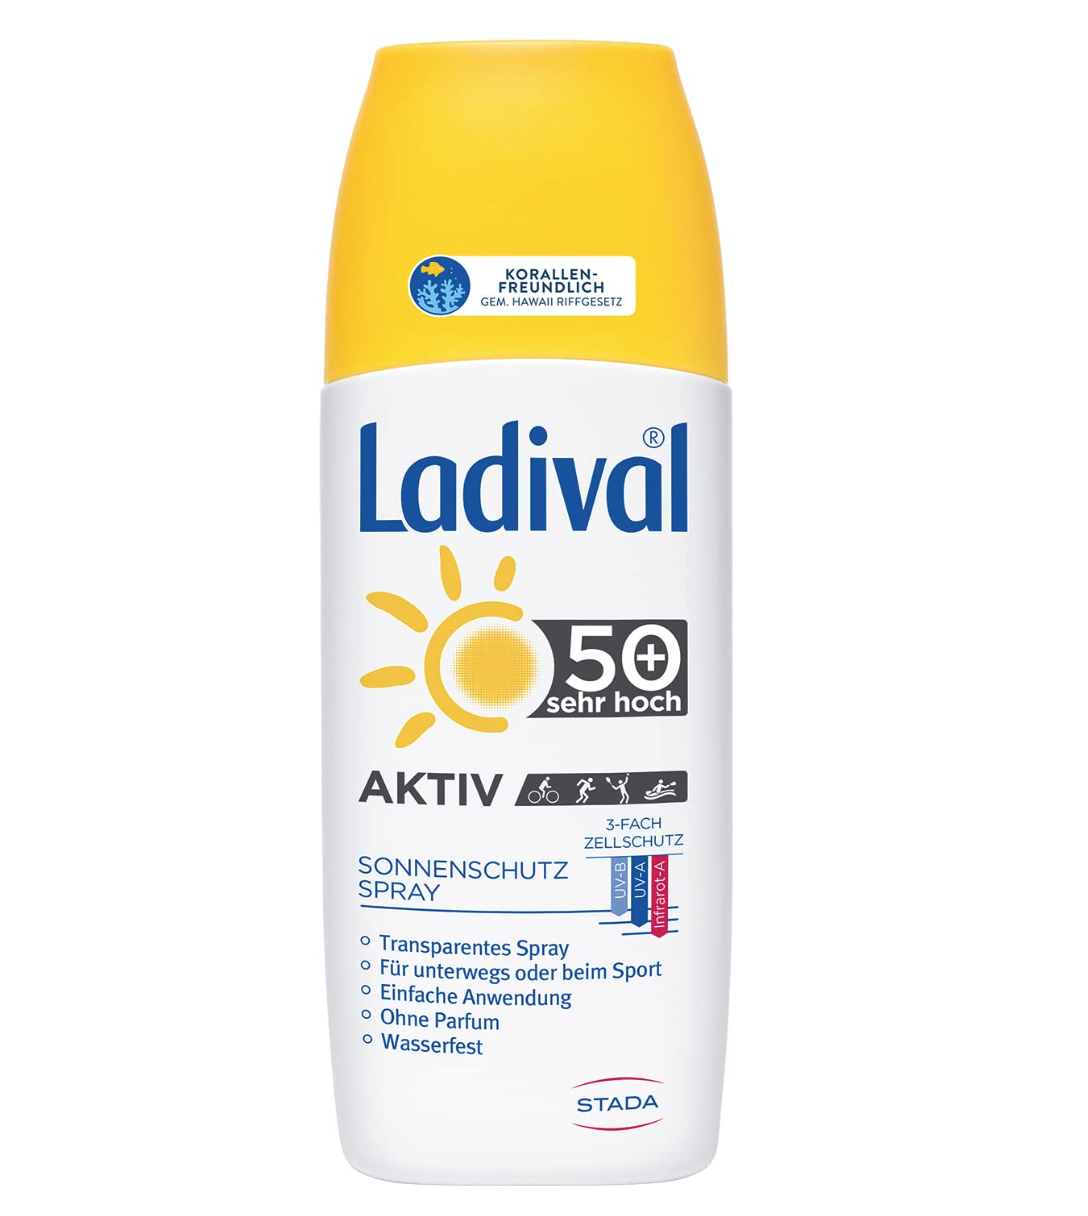 KORALLEN-
FREUNDLICH
GEM. HAWAII RIFFGESETZ
Ladival®
50+
sehr hoch
AKTIV
3-FACH
ZELLSCHUTZ
UV-B
UV-A
Infrarot-A
SONNENSCHUTZ
SPRAY
Transparentes Spray
Für unterwegs oder beim Sport
Einfache Anwendung
Ohne Parfum
Wasserfest
STADA